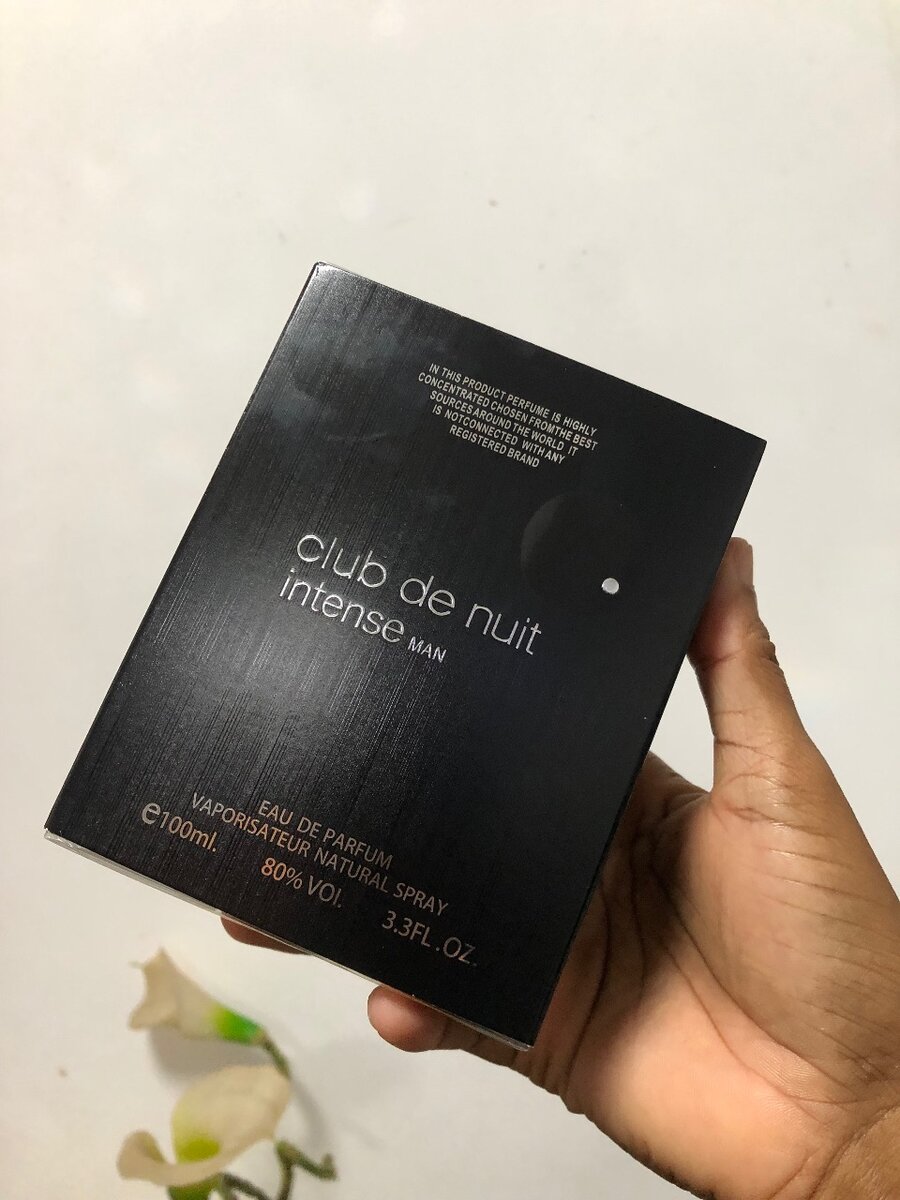 IN THIS PRODUCT PERFUME IS HIGHLY
CONCENTRATED CHOSEN FROMTHE BEST
SOURCES AROUND THE WORLD IT
IS NOTCONNECTED WITH ANY
REGISTERED BRAND
club de nuit
intense MAN
EAU DE PARFUM
VAPORISATEUR NATURAL SPRAY
e100ml. 80% VOl. 3.3FL.OZ.